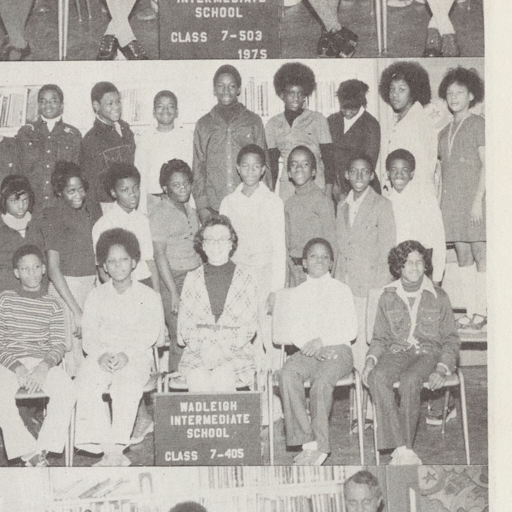 INTERMEDIATE
SCHOOL
CLASS 7-503
1975
WADLEIGH
INTERMEDIATE
SCHOOL
CLASS 7-405